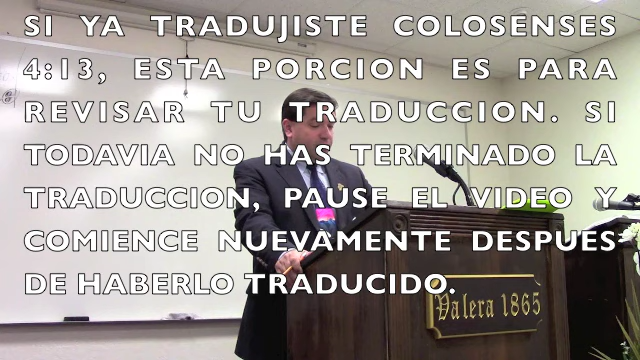 SI YA TRADUJISTE COLOSENSES
4:13, ESTA PORCION ES PARA
REVISAR TU TRADUCCION. SI
TODAVIA NO HAS TERMINADO LA
TRADUCCION, PAUSE EL VIDEO Y
COMIENCE NUEVAMENTE DESPUES
DE HABERLO TRADUCIDO.
Valera 1865